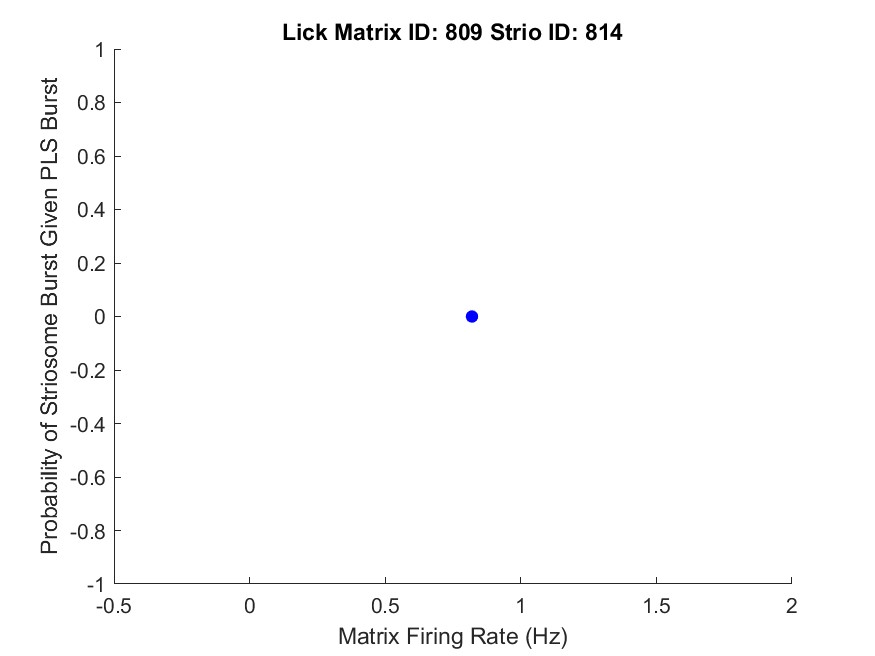 Lick Matrix ID: 809 Strio ID: 814
Probability of Striosome Burst Given PLS Burst
1
0.8
0.6
0.4
0.2
0
-0.2
-0.4
-0.6
-0.8
-1
-0.5 0 0.5 1 1.5 2
Matrix Firing Rate (Hz)